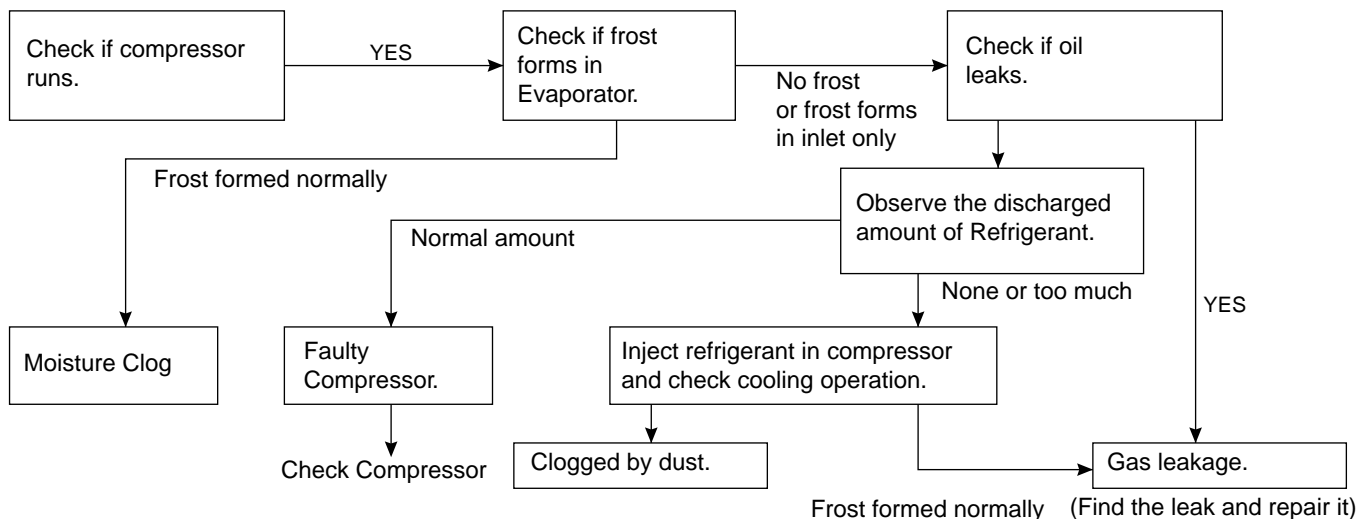 Check if compressor
runs.
YES
Check if frost
forms in
Evaporator.
No frost
or frost forms
in inlet only
Check if oil
leaks.
Frost formed normally
Observe the discharged
amount of Refrigerant.
Normal amount
None or too much
YES
Moisture Clog
Faulty
Compressor.
Inject refrigerant in compressor
and check cooling operation.
Check Compressor
Clogged by dust.
Gas leakage.
Frost formed normally
(Find the leak and repair it)